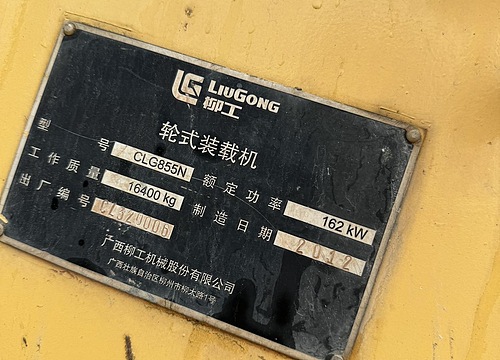 LIUGONG
柳工
轮式装载机
型号 CLG855N 额定功率 162 kW
工作质量 16400 kg 制造日期 2012
出厂编号 CL329006
广西柳工机械股份有限公司
广西壮族自治区柳州市柳太路1号